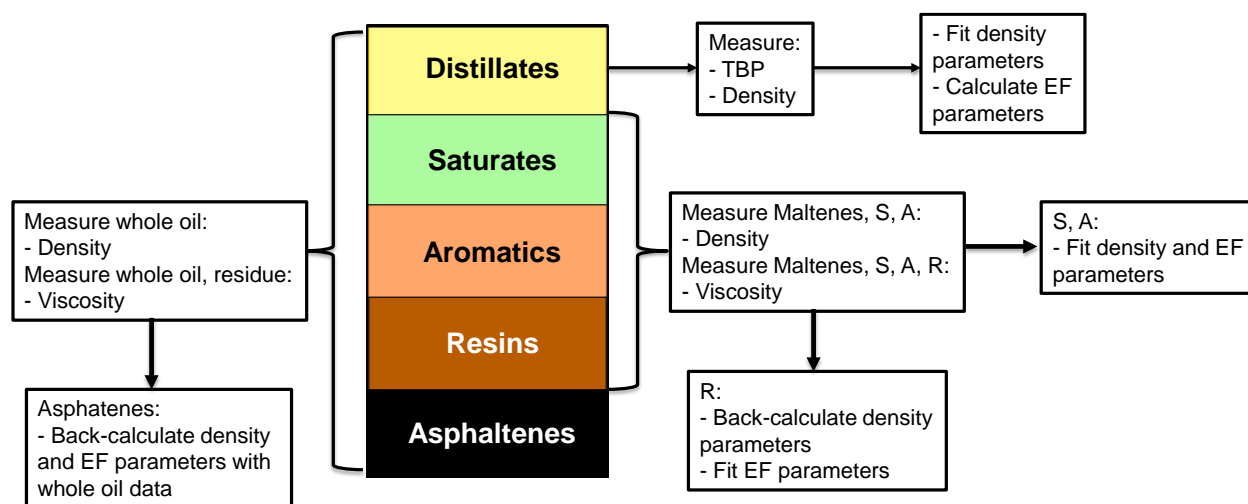 Distillates
Saturates
Aromatics
Resins
Asphaltenes
Measure:
- TBP
- Density
- Fit density
parameters
- Calculate EF
parameters
Measure whole oil:
- Density
Measure whole oil, residue:
- Viscosity
Measure Maltenes, S, A:
- Density
Measure Maltenes, S, A, R:
- Viscosity
S, A:
- Fit density and EF
parameters
Asphatenes:
- Back-calculate density
and EF parameters with
whole oil data
R:
- Back-calculate density
parameters
- Fit EF parameters